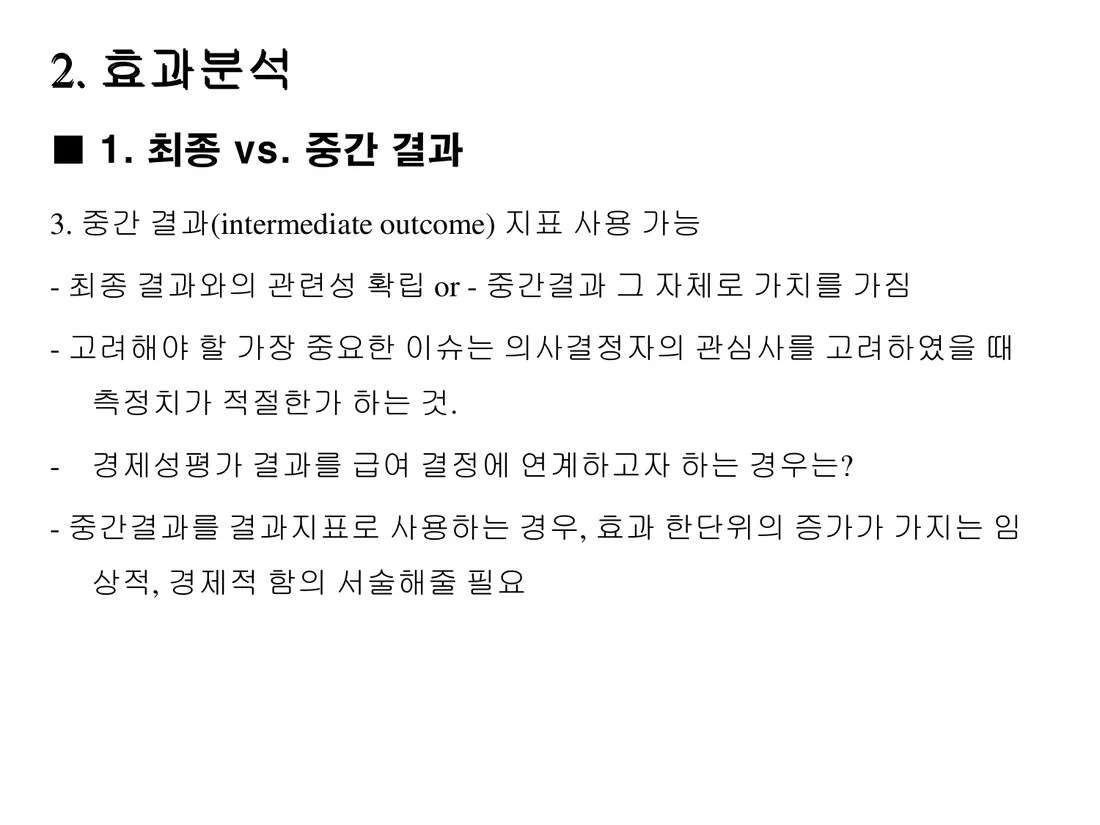 2. 효과분석
■ 1. 최종 vs. 중간 결과
3. 중간 결과(intermediate outcome) 지표 사용 가능
- 최종 결과와의 관련성 확립 or - 중간결과 그 자체로 가치를 가짐
- 고려해야 할 가장 중요한 이슈는 의사결정자의 관심사를 고려하였을 때
측정치가 적절한가 하는 것.
- 경제성평가 결과를 급여 결정에 연계하고자 하는 경우는?
- 중간결과를 결과지표로 사용하는 경우, 효과 한단위의 증가가 가지는 임
상적, 경제적 함의 서술해줄 필요